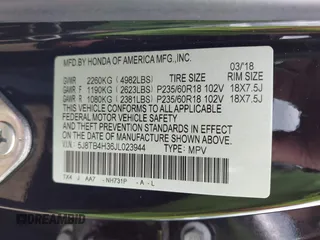 MFD. BY HONDA OF AMERICA MFG., INC.
03/18
GVWR 2260KG (4982LBS) TIRE SIZE RIM SIZE
GAWR F 1190KG (2623LBS) P235/60R18 102V 18X7.5J
GAWR R 1080KG (2381LBS) P235/60R18 102V 18X7.5J
THIS VEHICLE CONFORMS TO ALL APPLICABLE
FEDERAL MOTOR VEHICLE SAFETY AND THEFT
PREVENTION STANDARDS IN EFFECT ON THE DATE
OF MANUFACTURE SHOWN ABOVE.
5J8TB4H36JL023944 TYPE: MPV
TX4 J AA7 NH731P -A-L
DREAMBID